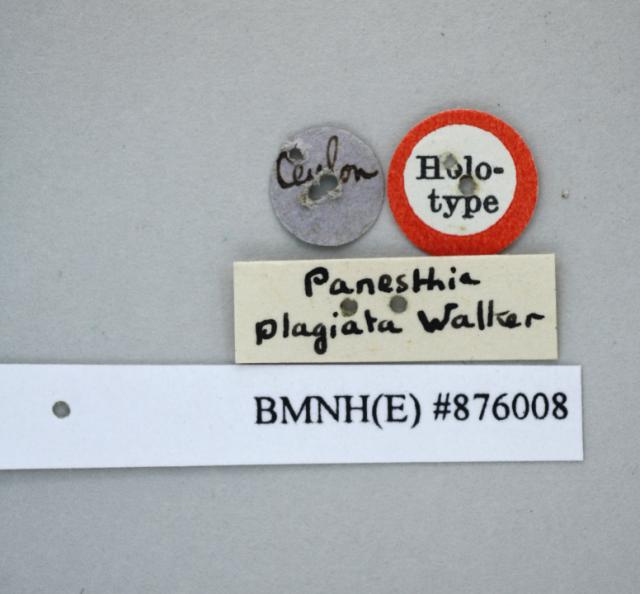 Ceylon
Holo-
type
Panesthia
plagiata Walker
BMNH(E) #876008